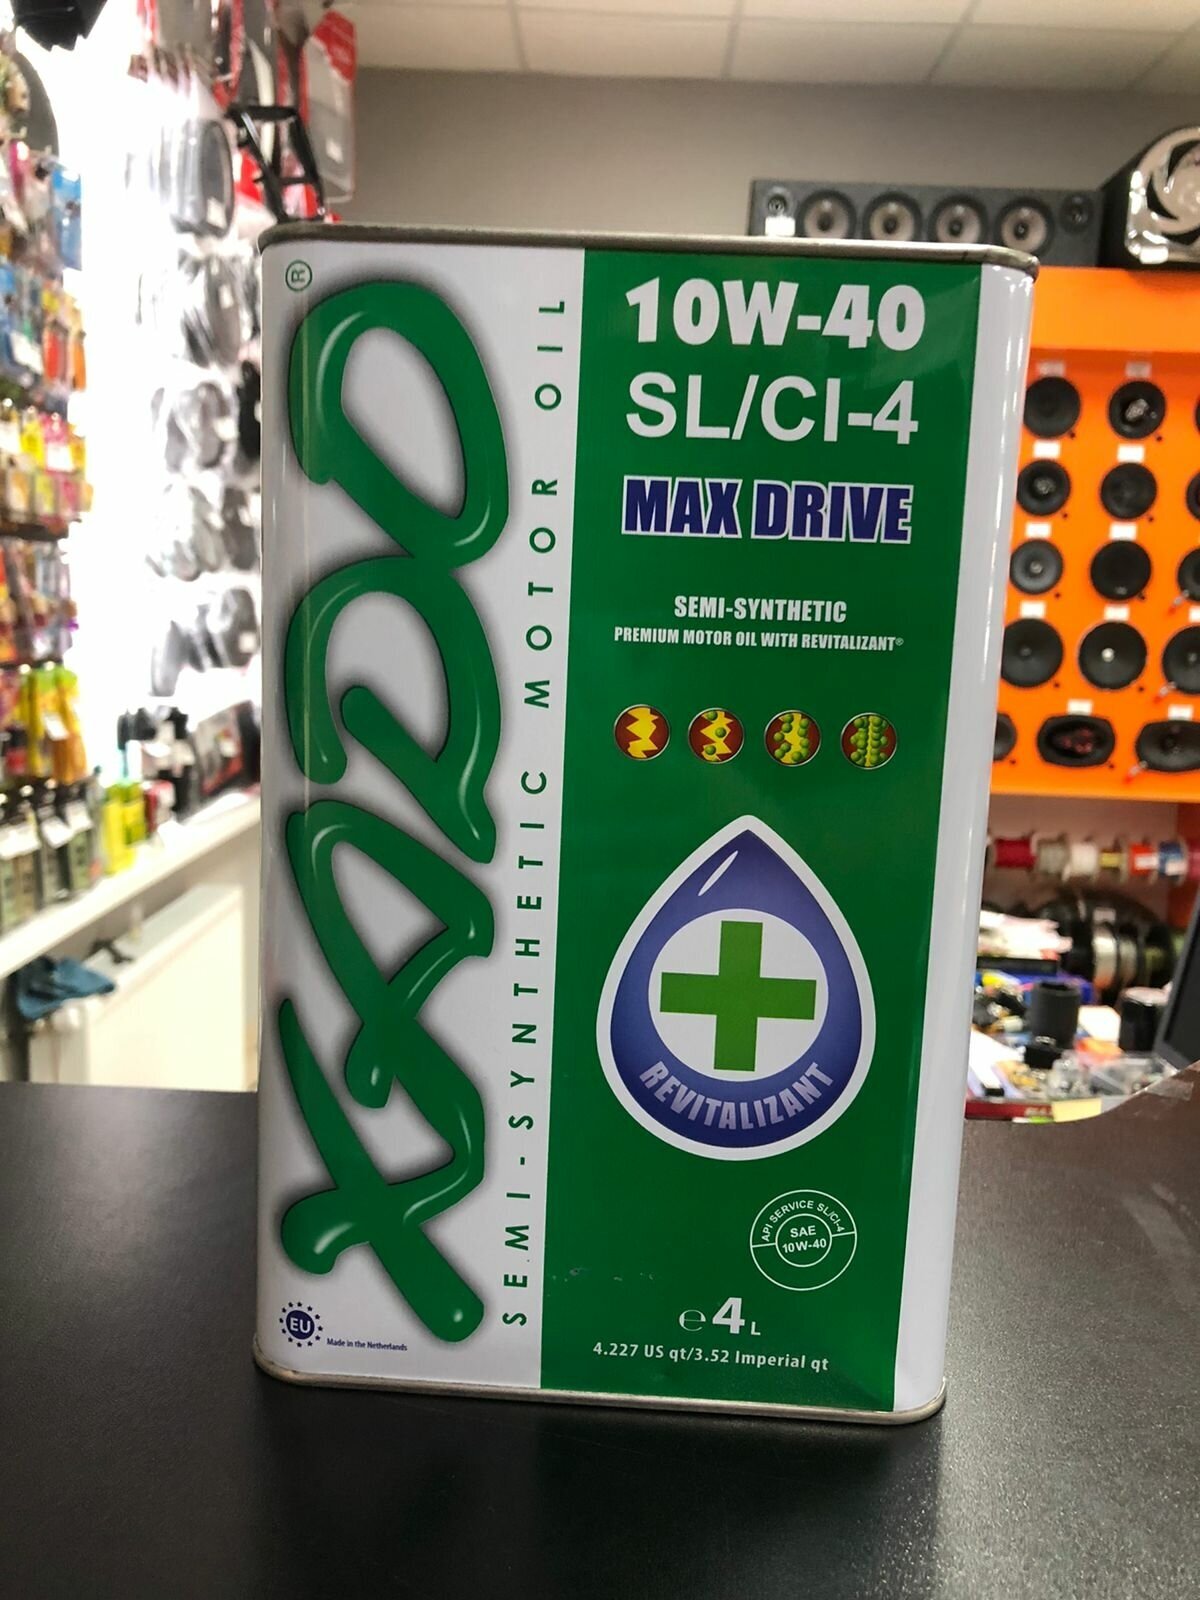 XADO®
SEMI-SYNTHETIC MOTOR OIL
10W-40
SL/CI-4
MAX DRIVE
SEMI-SYNTHETIC
PREMIUM MOTOR OIL WITH REVITALIZANT®
REVITALIZANT
API SERVICE SL/CI-4
SAE
10W-40
℮4L
4.227 US qt/3.52 Imperial qt
EU
Made in the Netherlands